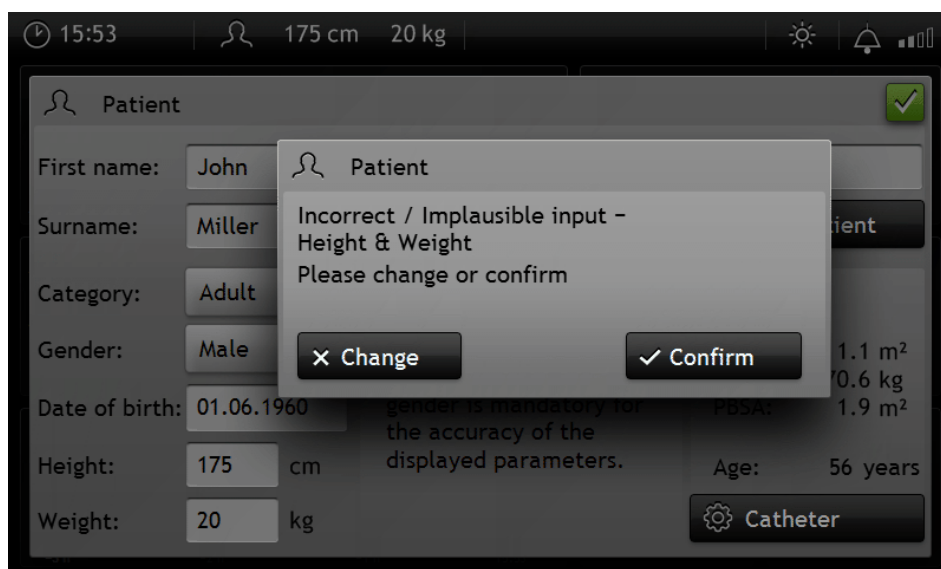 15:53 175 cm 20 kg
Patient
First name: John
Surname: Miller
Category: Adult
Gender: Male
Date of birth: 01.06.1960
Height: 175 cm
Weight: 20 kg
Patient
Incorrect / Implausible input –
Height & Weight
Please change or confirm
Change Confirm
gender is mandatory for
the accuracy of the
displayed parameters.
1.1 m²
0.6 kg
PBSA: 1.9 m²
Age: 56 years
Catheter